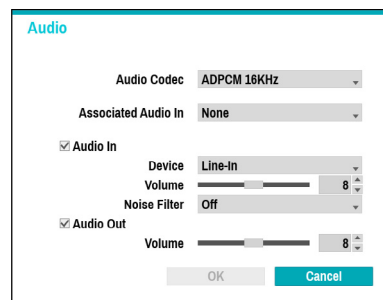 Audio
Audio Codec ADPCM 16KHz
Associated Audio In None
Audio In
Device Line-In
Volume 8
Noise Filter Off
Audio Out
Volume 8
OK Cancel